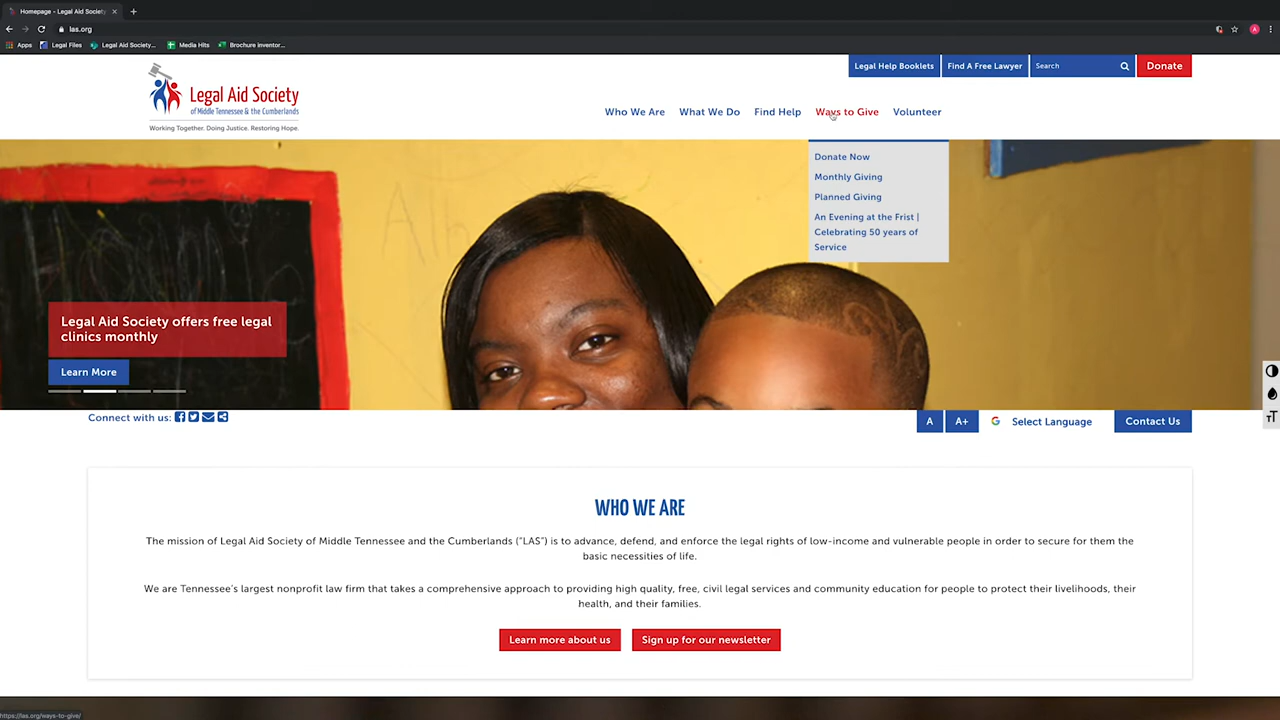 Homepage - Legal Aid Society
las.org
Apps Legal Files Legal Aid Society... Media Hits Brochure inventor...
Legal Help Booklets Find A Free Lawyer Search Donate
Legal Aid Society
of Middle Tennessee & the Cumberlands
Working Together. Doing Justice. Restoring Hope.
Who We Are What We Do Find Help Ways to Give Volunteer
Donate Now
Monthly Giving
Planned Giving
An Evening at the Frist |
Celebrating 50 years of
Service
Legal Aid Society offers free legal
clinics monthly
Learn More
Connect with us:
A A+ G Select Language Contact Us
WHO WE ARE
The mission of Legal Aid Society of Middle Tennessee and the Cumberlands ("LAS") is to advance, defend, and enforce the legal rights of low-income and vulnerable people in order to secure for them the
basic necessities of life.
We are Tennessee's largest nonprofit law firm that takes a comprehensive approach to providing high quality, free, civil legal services and community education for people to protect their livelihoods, their
health, and their families.
Learn more about us Sign up for our newsletter
https://las.org/ways-to-give/